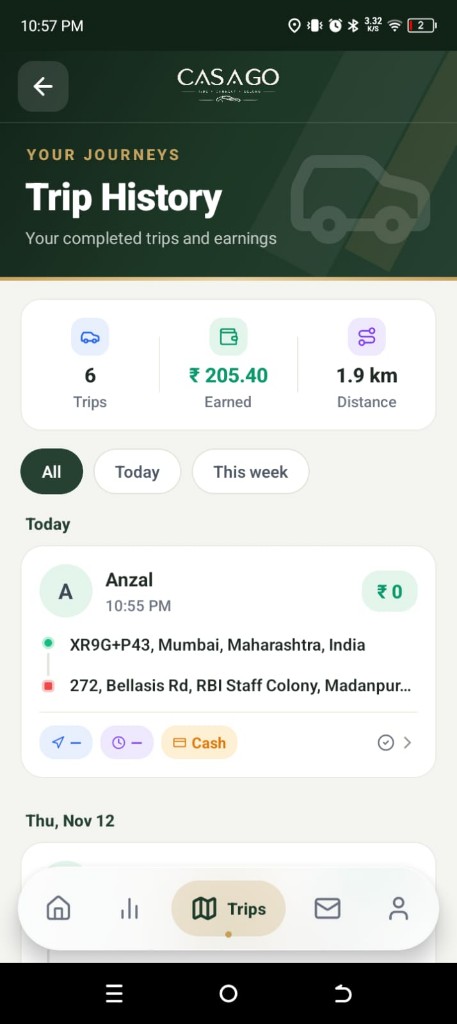 10:57 PM
3.32
K/S
2
CASAGO
YOUR JOURNEYS
Trip History
Your completed trips and earnings
6
₹ 205.40
1.9 km
Trips
Earned
Distance
All
Today
This week
Today
A
Anzal
10:55 PM
₹ 0
XR9G+P43, Mumbai, Maharashtra, India
272, Bellasis Rd, RBI Staff Colony, Madanpur...
–
–
Cash
Thu, Nov 12
Trips